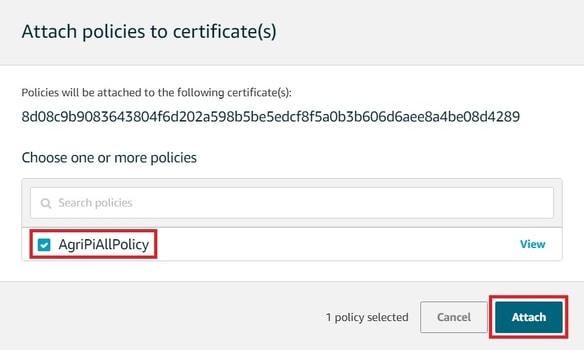 Attach policies to certificate(s)
Policies will be attached to the following certificate(s):
8d08c9b9083643804f6d202a598b5be5edcf8f5a0b3b606d6aee8a4be08d4289
Choose one or more policies
Search policies
AgriPiAllPolicy View
1 policy selected Cancel Attach